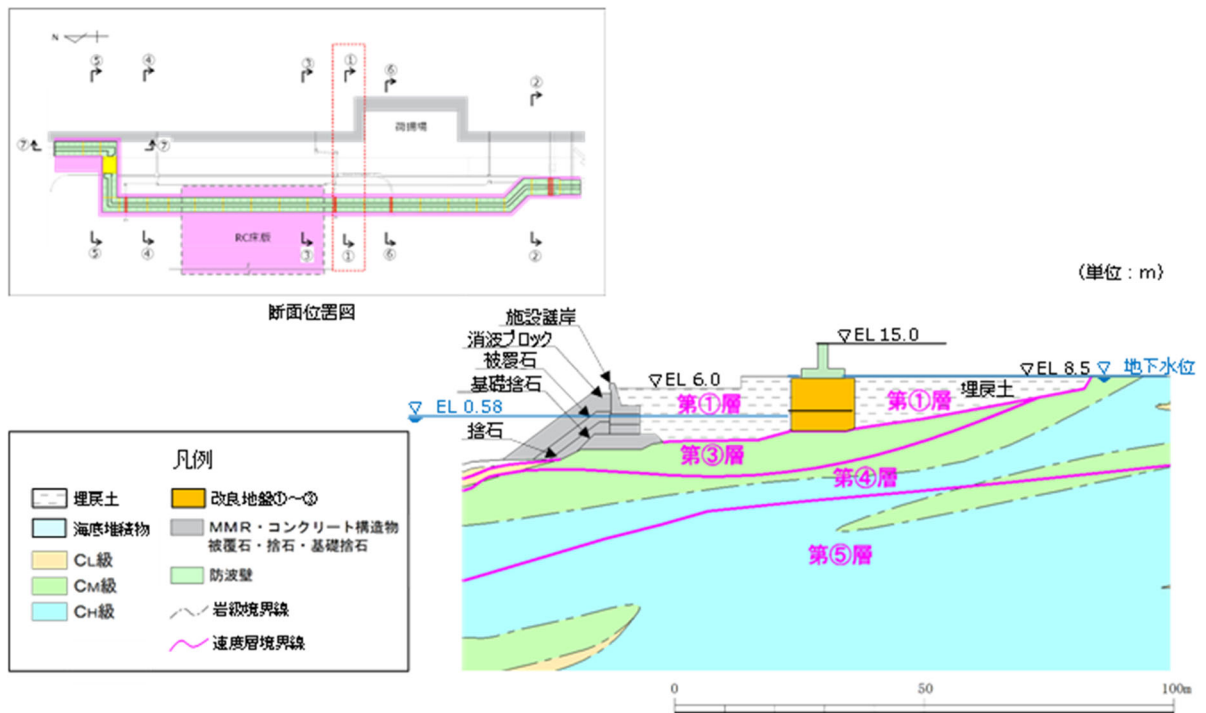 N
⑤
④
③
①
⑥
②
荷揚場
⑦
⑦
RC床版
⑤
④
③
①
⑥
②
断面位置図
(単位:m)
施設護岸
消波ブロック
被覆石
基礎捨石
被覆石
捨石
▽EL 15.0
▽EL 6.0
▽EL 8.5
▽ 地下水位
埋戻土
▽ EL 0.58
第①層
第①層
第③層
第④層
第⑤層
凡例
埋戻土
海底堆積物
CL級
CM級
CH級
改良地盤①~③
MMR・コンクリート構造物
被覆石・捨石・基礎捨石
防波壁
岩級境界線
速度層境界線
0
50
100m